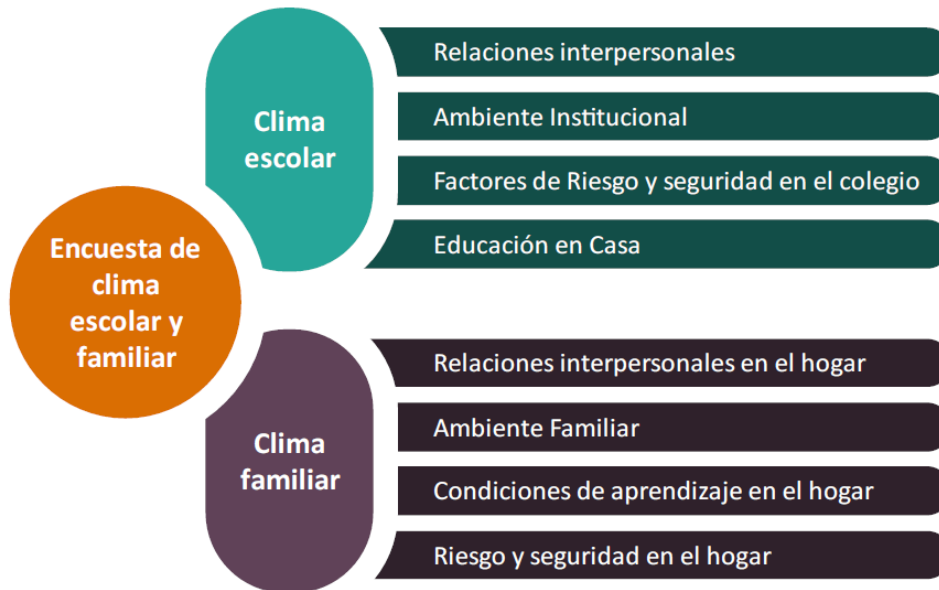 Encuesta de
clima
escolar y
familiar
Clima
escolar
Relaciones interpersonales
Ambiente Institucional
Factores de Riesgo y seguridad en el colegio
Educación en Casa
Clima
familiar
Relaciones interpersonales en el hogar
Ambiente Familiar
Condiciones de aprendizaje en el hogar
Riesgo y seguridad en el hogar